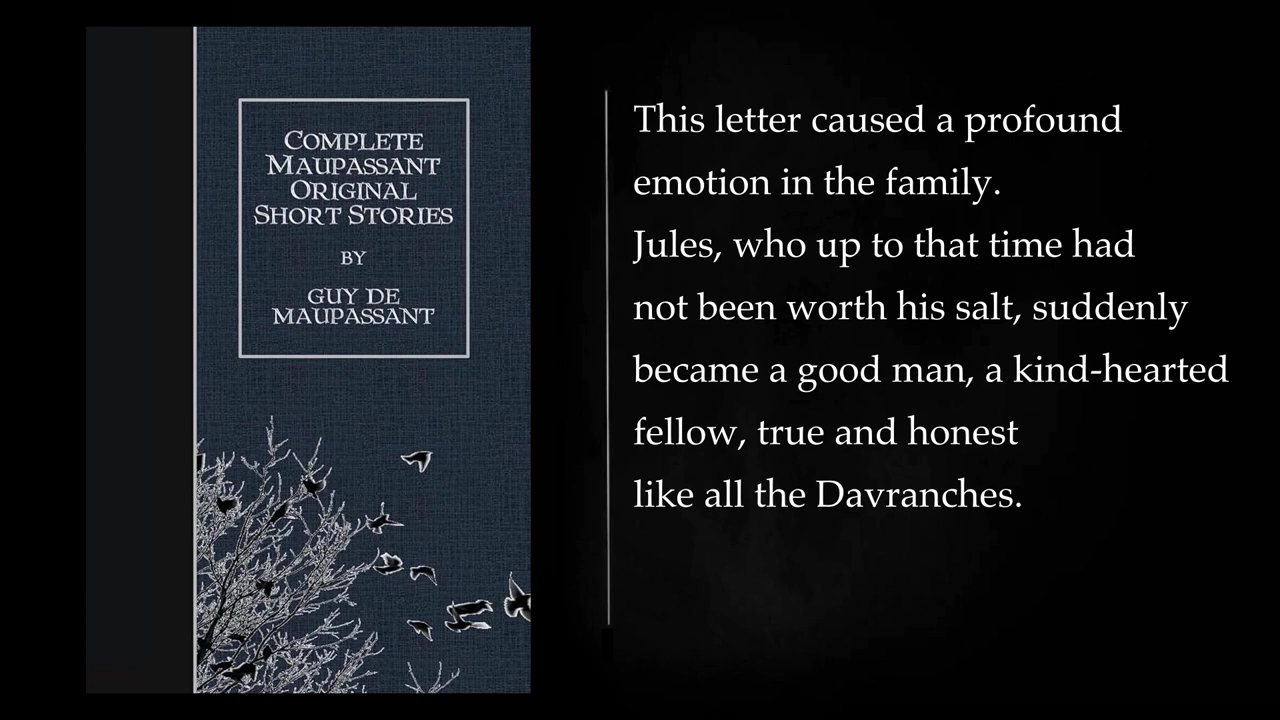 COMPLETE
MAUPASSANT
ORIGINAL
SHORT STORIES
BY
GUY DE
MAUPASSANT
This letter caused a profound
emotion in the family.
Jules, who up to that time had
not been worth his salt, suddenly
became a good man, a kind-hearted
fellow, true and honest
like all the Davranches.